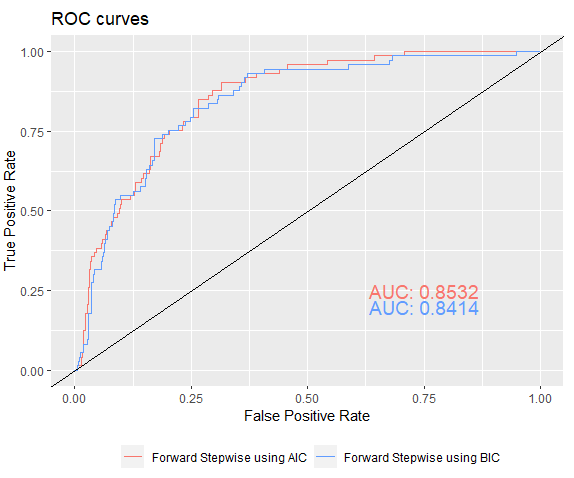 ROC curves
True Positive Rate
1.00
0.75
0.50
0.25
0.00
AUC: 0.8532
AUC: 0.8414
0.00 0.25 0.50 0.75 1.00
False Positive Rate
Forward Stepwise using AIC Forward Stepwise using BIC